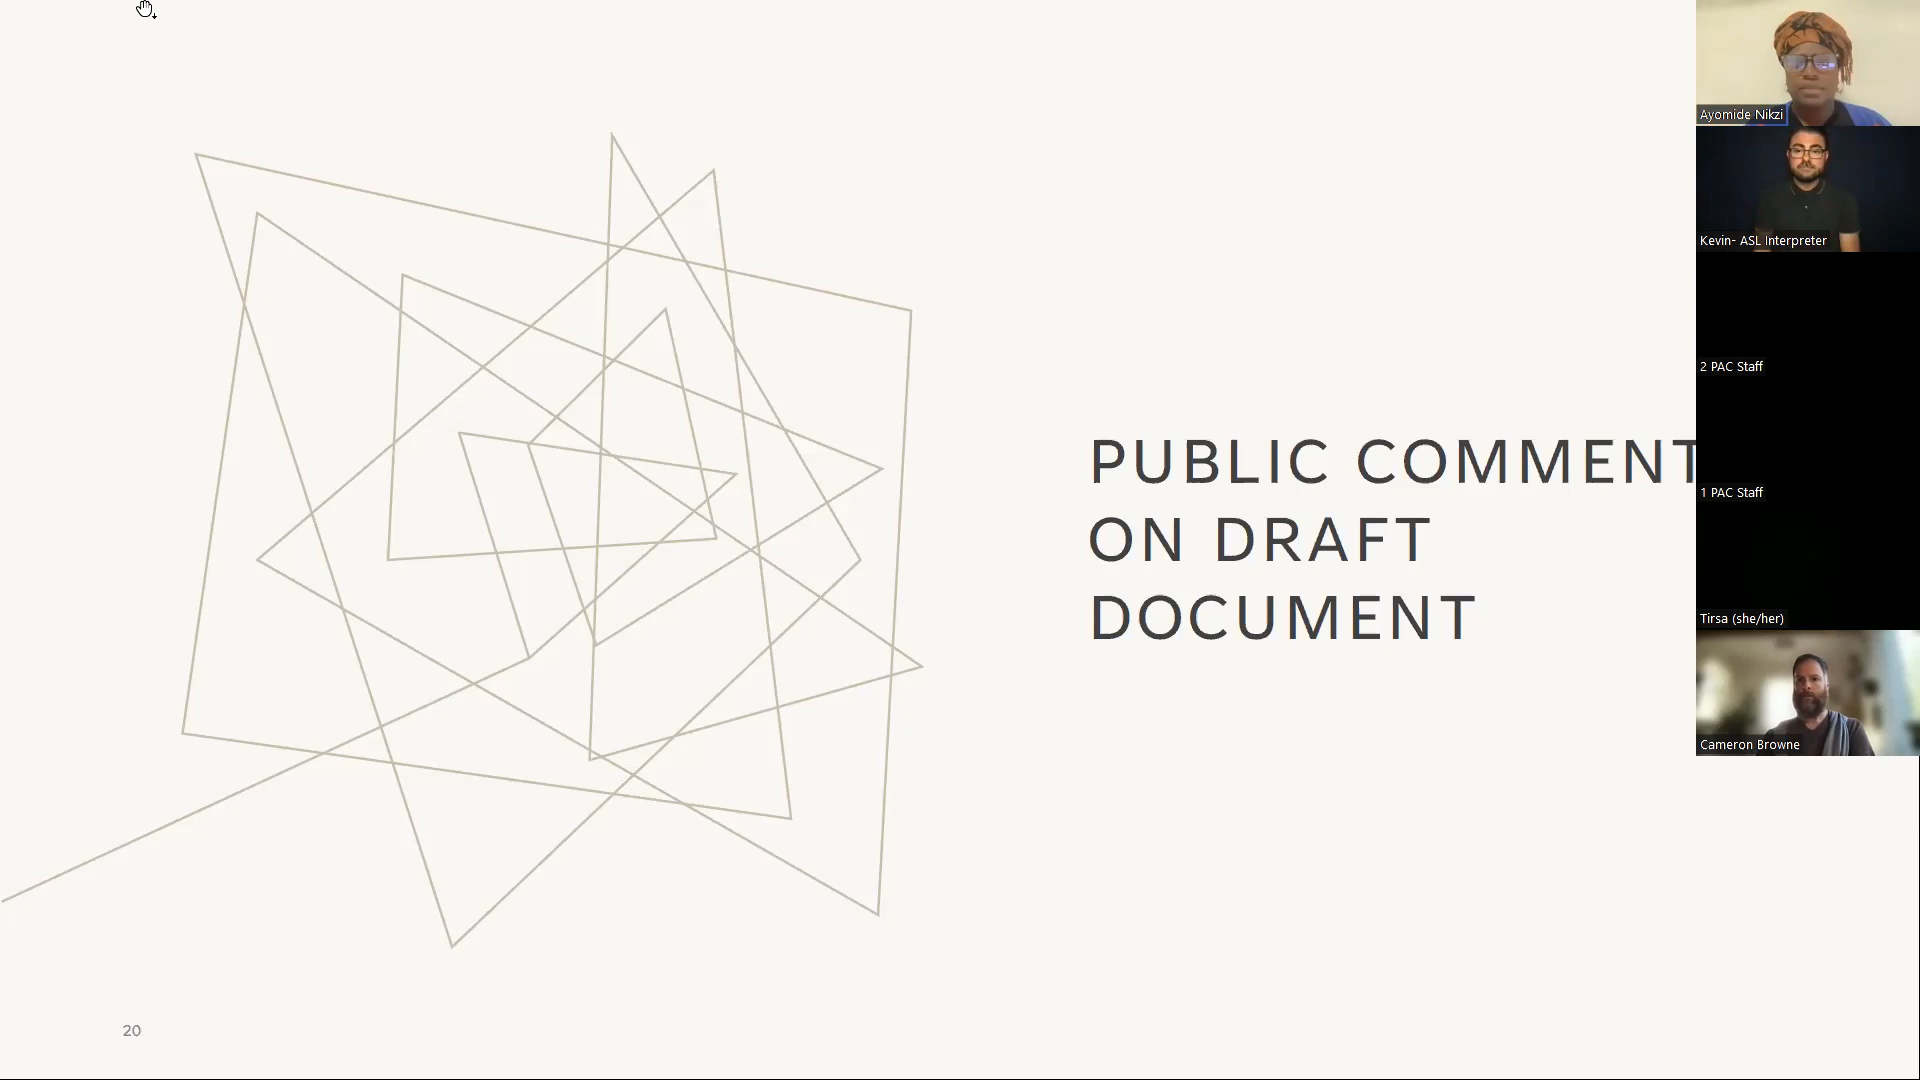 PUBLIC COMMENT
ON DRAFT
DOCUMENT
20
Ayomide Nikzi
Kevin- ASL Interpreter
2 PAC Staff
1 PAC Staff
Tirsa (she/her)
Cameron Browne